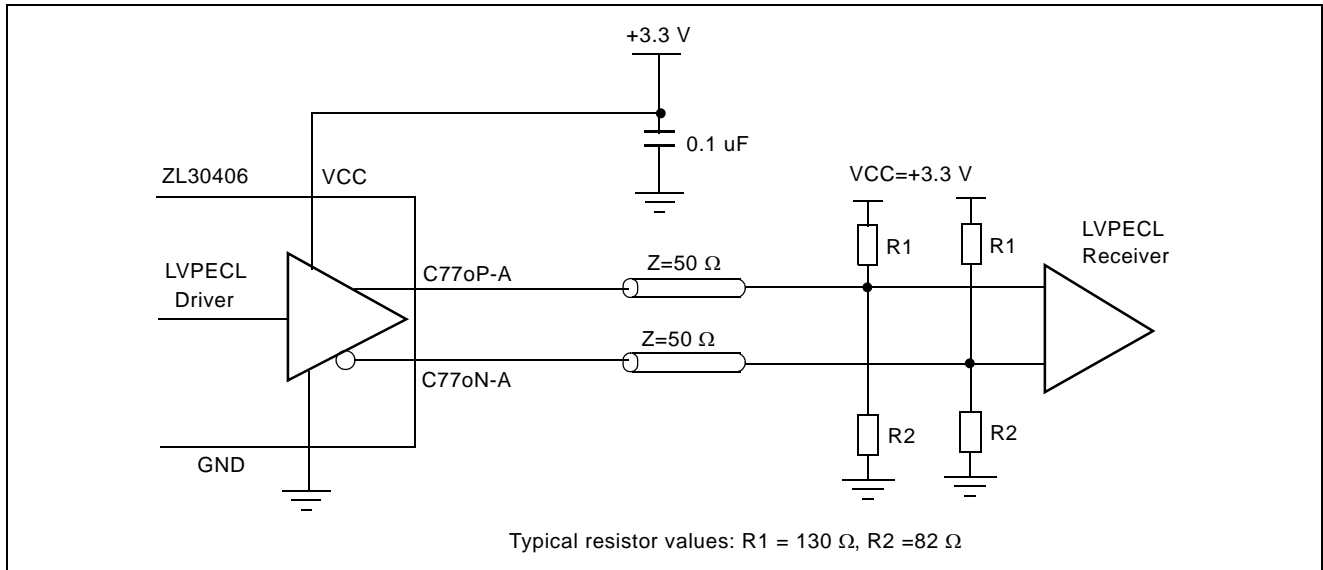 +3.3 V
0.1 uF
ZL30406
VCC
VCC=+3.3 V
R1
R1
LVPECL
Receiver
LVPECL
Driver
C77oP-A
Z=50 Ω
Z=50 Ω
C77oN-A
R2
R2
GND
Typical resistor values: R1 = 130 Ω, R2 =82 Ω